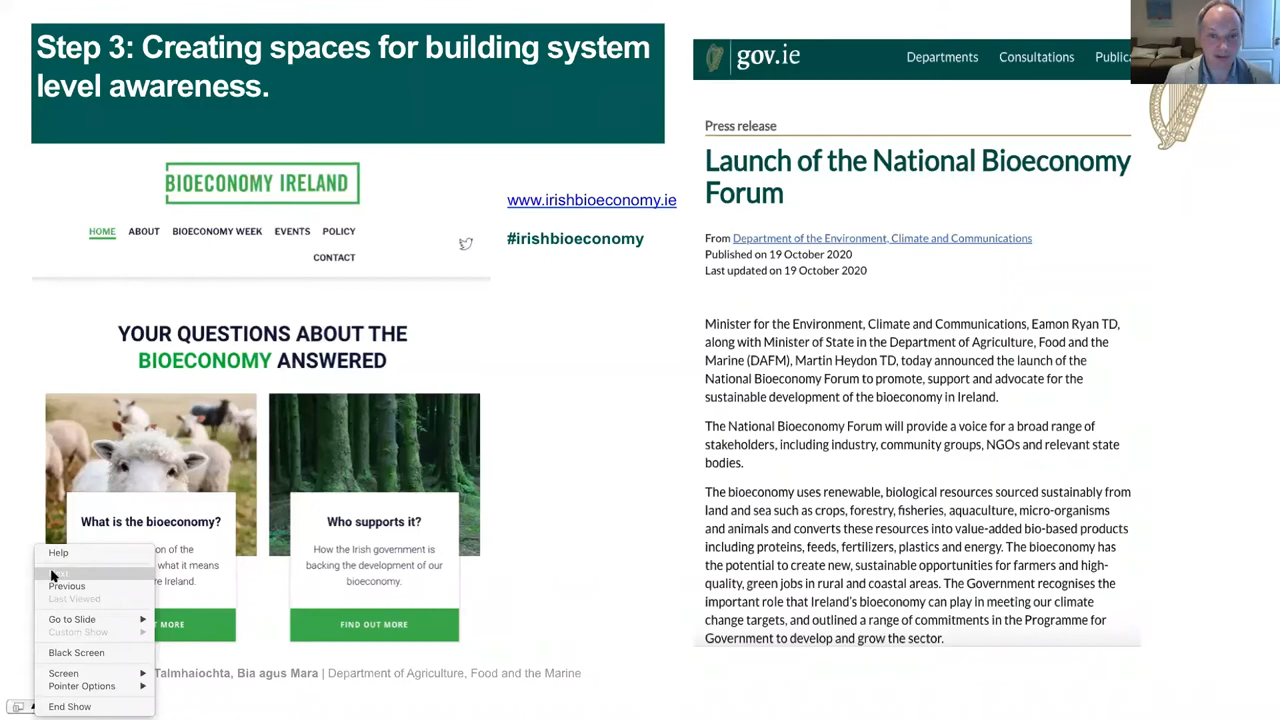 Step 3: Creating spaces for building system
level awareness.
BIOECONOMY IRELAND
HOME ABOUT BIOECONOMY WEEK EVENTS POLICY
CONTACT
www.irishbioeconomy.ie
#irishbioeconomy
YOUR QUESTIONS ABOUT THE
BIOECONOMY ANSWERED
What is the bioeconomy?
on of the
what it means
re Ireland.
MORE
Who supports it?
How the Irish government is
backing the development of our
bioeconomy.
FIND OUT MORE
Help
Previous
Last Viewed
Go to Slide
Custom Show
Black Screen
Screen
Pointer Options
End Show
Talmhaíochta, Bia agus Mara | Department of Agriculture, Food and the Marine
gov.ie
Departments Consultations Publica
Press release
Launch of the National Bioeconomy
Forum
From Department of the Environment, Climate and Communications
Published on 19 October 2020
Last updated on 19 October 2020
Minister for the Environment, Climate and Communications, Eamon Ryan TD,
along with Minister of State in the Department of Agriculture, Food and the
Marine (DAFM), Martin Heydon TD, today announced the launch of the
National Bioeconomy Forum to promote, support and advocate for the
sustainable development of the bioeconomy in Ireland.
The National Bioeconomy Forum will provide a voice for a broad range of
stakeholders, including industry, community groups, NGOs and relevant state
bodies.
The bioeconomy uses renewable, biological resources sourced sustainably from
land and sea such as crops, forestry, fisheries, aquaculture, micro-organisms
and animals and converts these resources into value-added bio-based products
including proteins, feeds, fertilizers, plastics and energy. The bioeconomy has
the potential to create new, sustainable opportunities for farmers and high-
quality, green jobs in rural and coastal areas. The Government recognises the
important role that Ireland's bioeconomy can play in meeting our climate
change targets, and outlined a range of commitments in the Programme for
Government to develop and grow the sector.